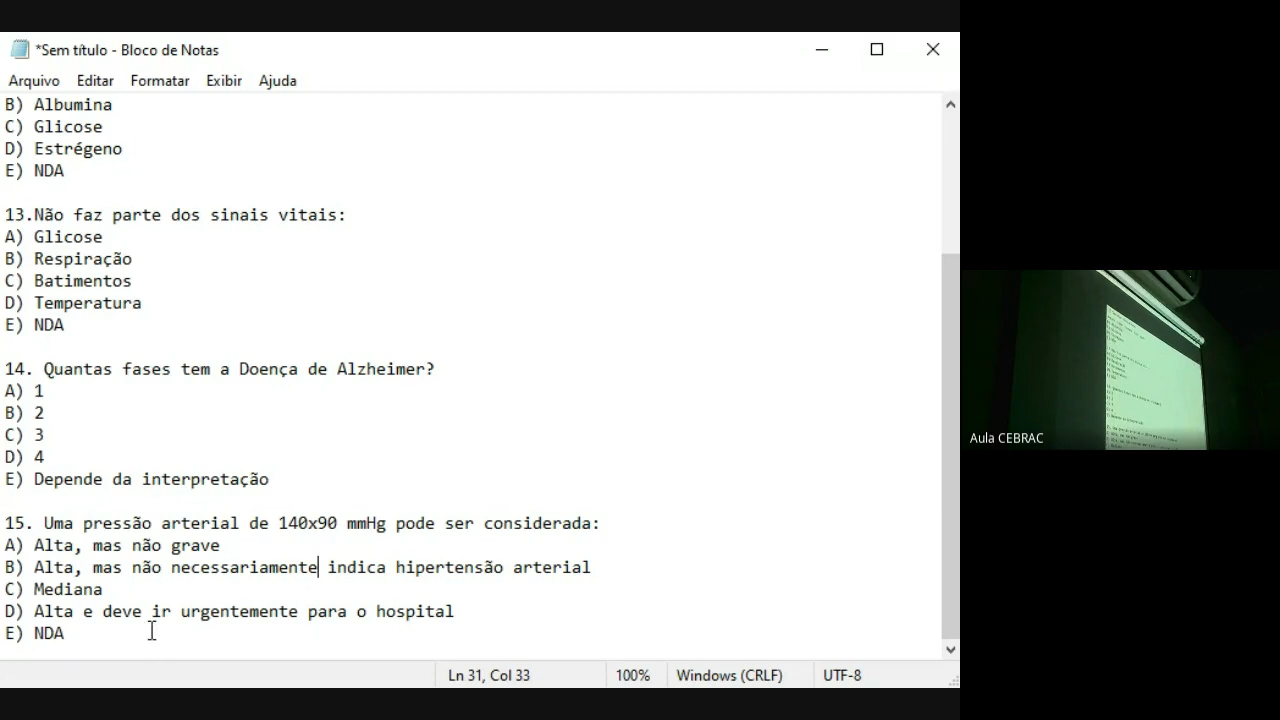 *Sem título - Bloco de Notas
Arquivo Editar Formatar Exibir Ajuda
B) Albumina
C) Glicose
D) Estrégeno
E) NDA
13.Não faz parte dos sinais vitais:
A) Glicose
B) Respiração
C) Batimentos
D) Temperatura
E) NDA
14. Quantas fases tem a Doença de Alzheimer?
A) 1
B) 2
C) 3
D) 4
E) Depende da interpretação
15. Uma pressão arterial de 140x90 mmHg pode ser considerada:
A) Alta, mas não grave
B) Alta, mas não necessariamente indica hipertensão arterial
C) Mediana
D) Alta e deve ir urgentemente para o hospital
E) NDA
Ln 31, Col 33 100% Windows (CRLF) UTF-8
Aula CEBRAC